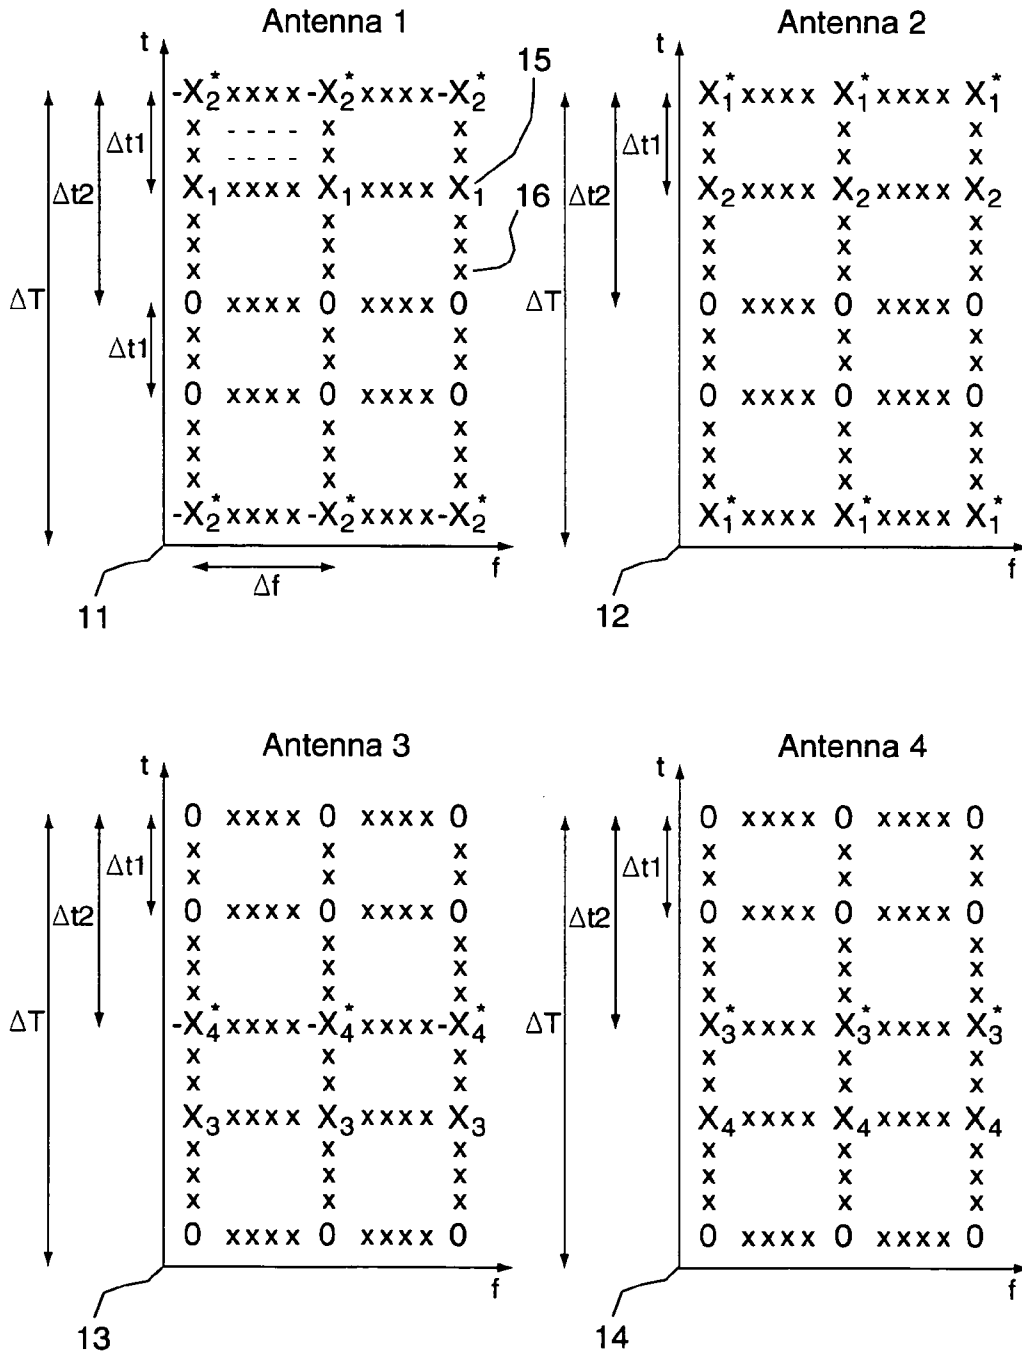 Antenna 1
t
-X₂* xxxx -X₂* xxxx -X₂*
x ---- x x
x ---- x x
X₁ xxxx X₁ xxxx X₁
x x x
x x x
x x x
0 xxxx 0 xxxx 0
x x x
x x x
0 xxxx 0 xxxx 0
x x x
x x x
x x x
-X₂* xxxx -X₂* xxxx -X₂*
f
Δt1
Δt2
ΔT
Δt1
Δf
15
16
11
Antenna 2
t
X₁* xxxx X₁* xxxx X₁*
x x x
x x x
X₂ xxxx X₂ xxxx X₂
x x x
x x x
x x x
0 xxxx 0 xxxx 0
x x x
x x x
0 xxxx 0 xxxx 0
x x x
x x x
x x x
X₁* xxxx X₁* xxxx X₁*
f
Δt1
Δt2
ΔT
12
Antenna 3
t
0 xxxx 0 xxxx 0
x x x
x x x
0 xxxx 0 xxxx 0
x x x
x x x
x x x
-X₄* xxxx -X₄* xxxx -X₄*
x x x
x x x
X₃ xxxx X₃ xxxx X₃
x x x
x x x
x x x
0 xxxx 0 xxxx 0
f
Δt1
Δt2
ΔT
13
Antenna 4
t
0 xxxx 0 xxxx 0
x x x
x x x
0 xxxx 0 xxxx 0
x x x
x x x
x x x
X₃* xxxx X₃* xxxx X₃*
x x x
x x x
X₄ xxxx X₄ xxxx X₄
x x x
x x x
x x x
0 xxxx 0 xxxx 0
f
Δt1
Δt2
ΔT
14